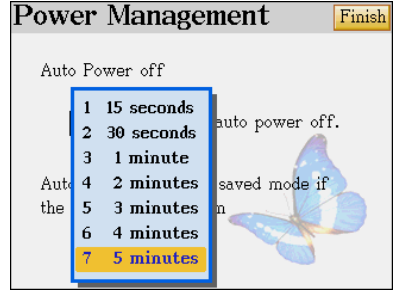 Power Management Finish
Auto Power off
1 15 seconds
2 30 seconds
auto power off.
3 1 minute
Auto
4 2 minutes
saved mode if
the
5 3 minutes
6 4 minutes
7 5 minutes